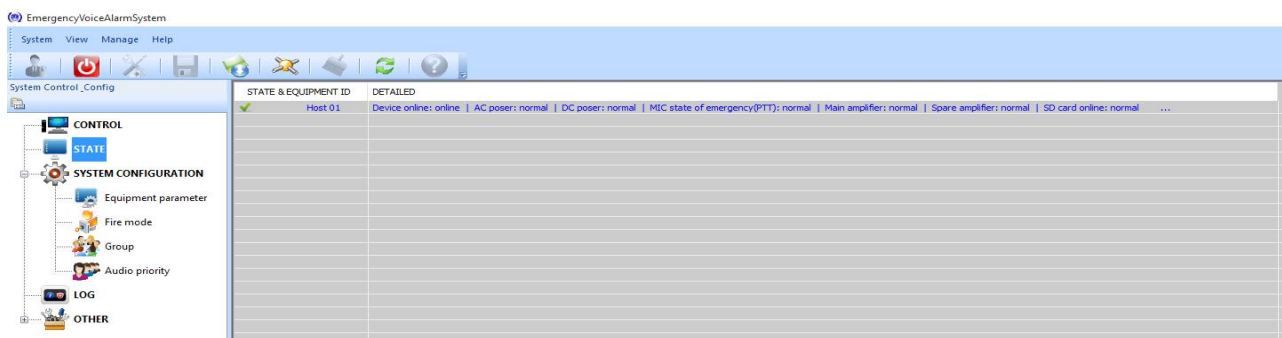 EmergencyVoiceAlarmSystem
System View Manage Help
System Control _Config
STATE & EQUIPMENT ID DETAILED
Host 01 Device online: online | AC poser: normal | DC poser: normal | MIC state of emergency(PTT): normal | Main amplifier: normal | Spare amplifier: normal | SD card online: normal ...
CONTROL
STATE
SYSTEM CONFIGURATION
Equipment parameter
Fire mode
Group
Audio priority
LOG
OTHER